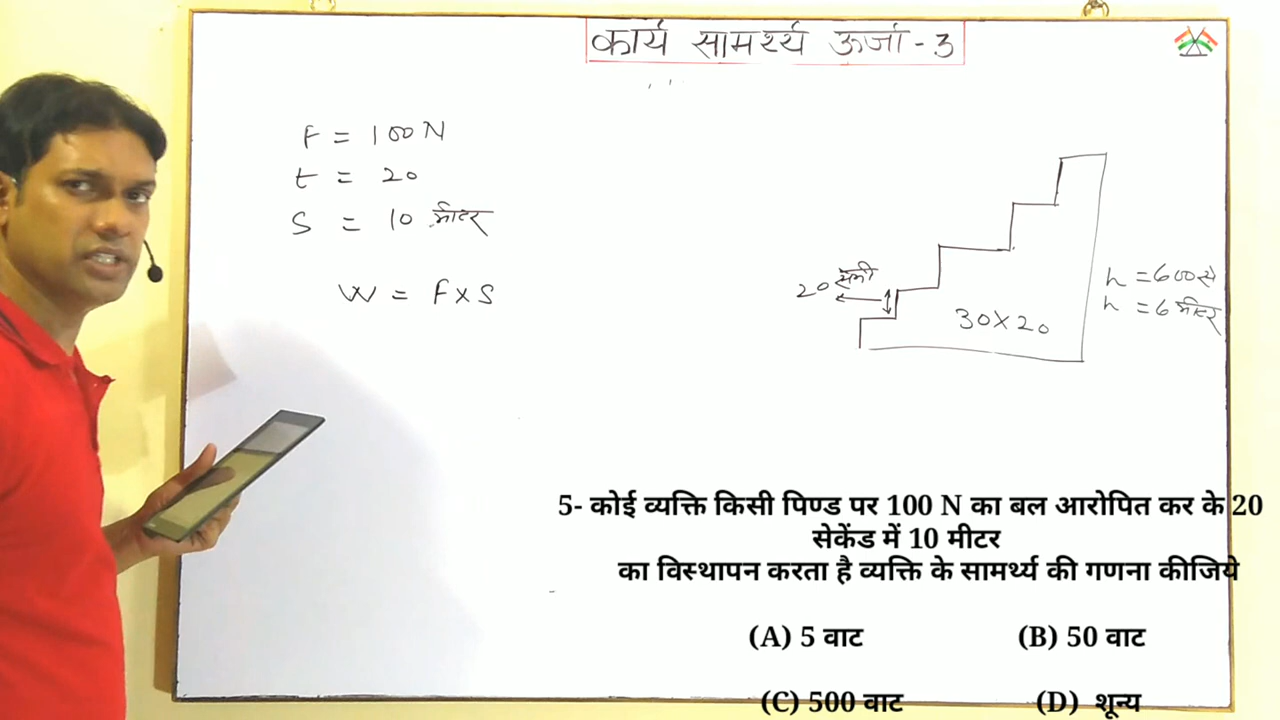 कार्य सामर्थ्य ऊर्जा - 3
F = 100 N
t = 20
S = 10 मीटर
W = F × S
20 सेमी
30 × 20
h = 600 से
h = 6 मीटर
5- कोई व्यक्ति किसी पिण्ड पर 100 N का बल आरोपित कर के 20
सेकेंड में 10 मीटर
का विस्थापन करता है व्यक्ति के सामर्थ्य की गणना कीजिये
(A) 5 वाट
(B) 50 वाट
(C) 500 वाट
(D) शून्य